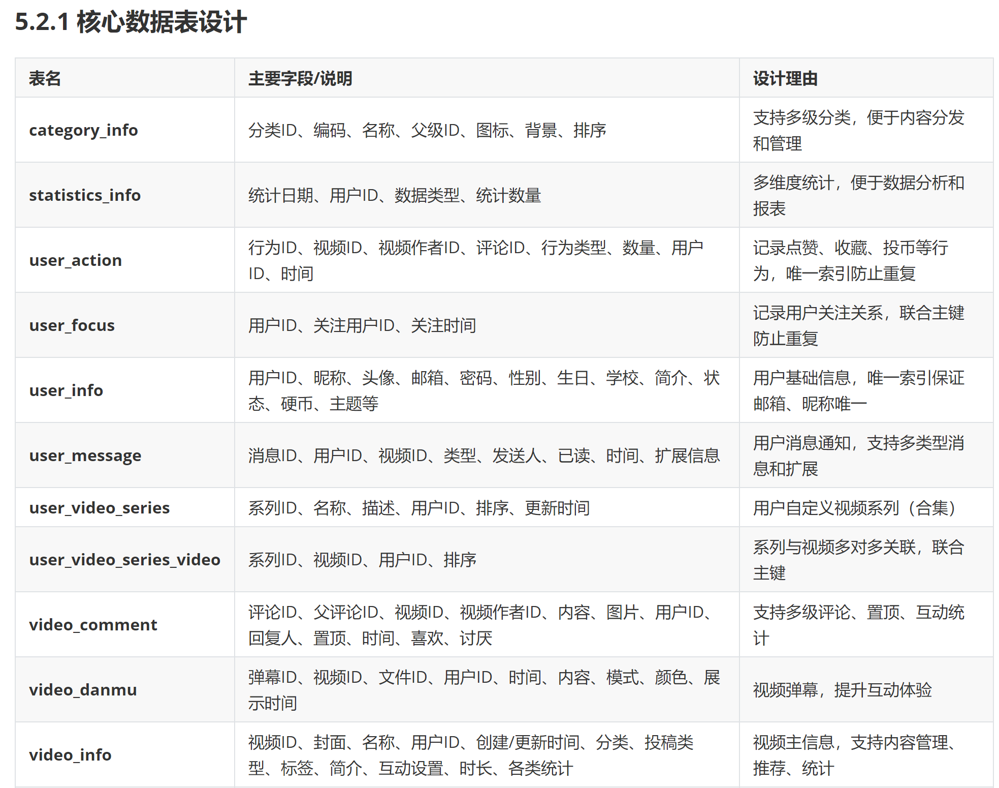 5.2.1 核心数据表设计
表名
主要字段/说明
设计理由
category_info
分类ID、编码、名称、父级ID、图标、背景、排序
支持多级分类，便于内容分发
和管理
statistics_info
统计日期、用户ID、数据类型、统计数量
多维度统计，便于数据分析和
报表
user_action
行为ID、视频ID、视频作者ID、评论ID、行为类型、数量、用户
ID、时间
记录点赞、收藏、投币等行
为，唯一索引防止重复
user_focus
用户ID、关注用户ID、关注时间
记录用户关注关系，联合主键
防止重复
user_info
用户ID、昵称、头像、邮箱、密码、性别、生日、学校、简介、状
态、硬币、主题等
用户基础信息，唯一索引保证
邮箱、昵称唯一
user_message
消息ID、用户ID、视频ID、类型、发送人、已读、时间、扩展信息
用户消息通知，支持多类型消
息和扩展
user_video_series
系列ID、名称、描述、用户ID、排序、更新时间
用户自定义视频系列（合集）
user_video_series_video
系列ID、视频ID、用户ID、排序
系列与视频多对多关联，联合
主键
video_comment
评论ID、父评论ID、视频ID、视频作者ID、内容、图片、用户ID、
回复人、置顶、时间、喜欢、讨厌
支持多级评论、置顶、互动统
计
video_danmu
弹幕ID、视频ID、文件ID、用户ID、时间、内容、模式、颜色、展
示时间
视频弹幕，提升互动体验
video_info
视频ID、封面、名称、用户ID、创建/更新时间、分类、投稿类
型、标签、简介、互动设置、时长、各类统计
视频主信息，支持内容管理、
推荐、统计